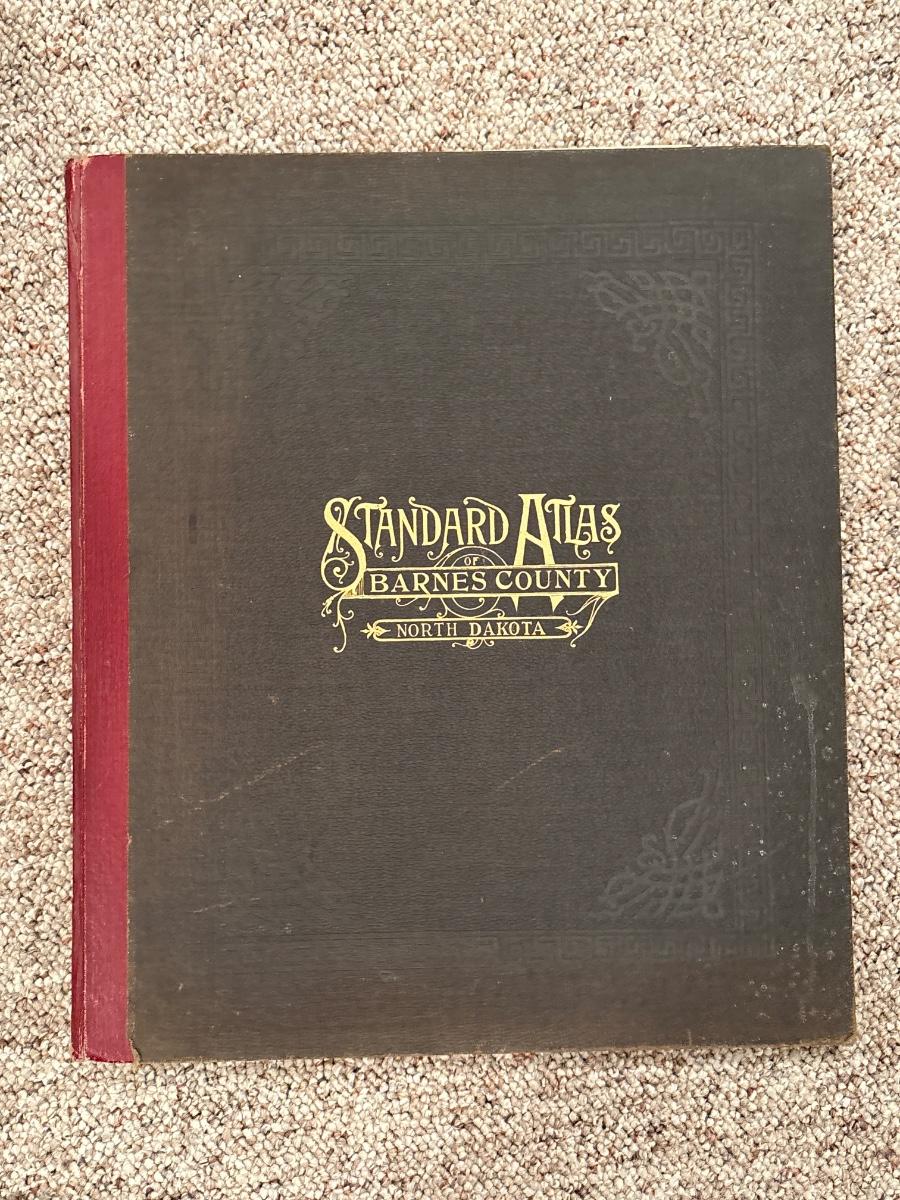 STANDARD ATLAS
OF
BARNES COUNTY
NORTH DAKOTA